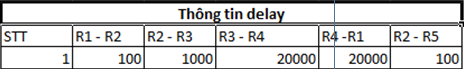 Thông tin delay
STT R1 - R2 R2 - R3 R3 - R4 R4 -R1 R2 - R5
1 100 1000 20000 20000 100